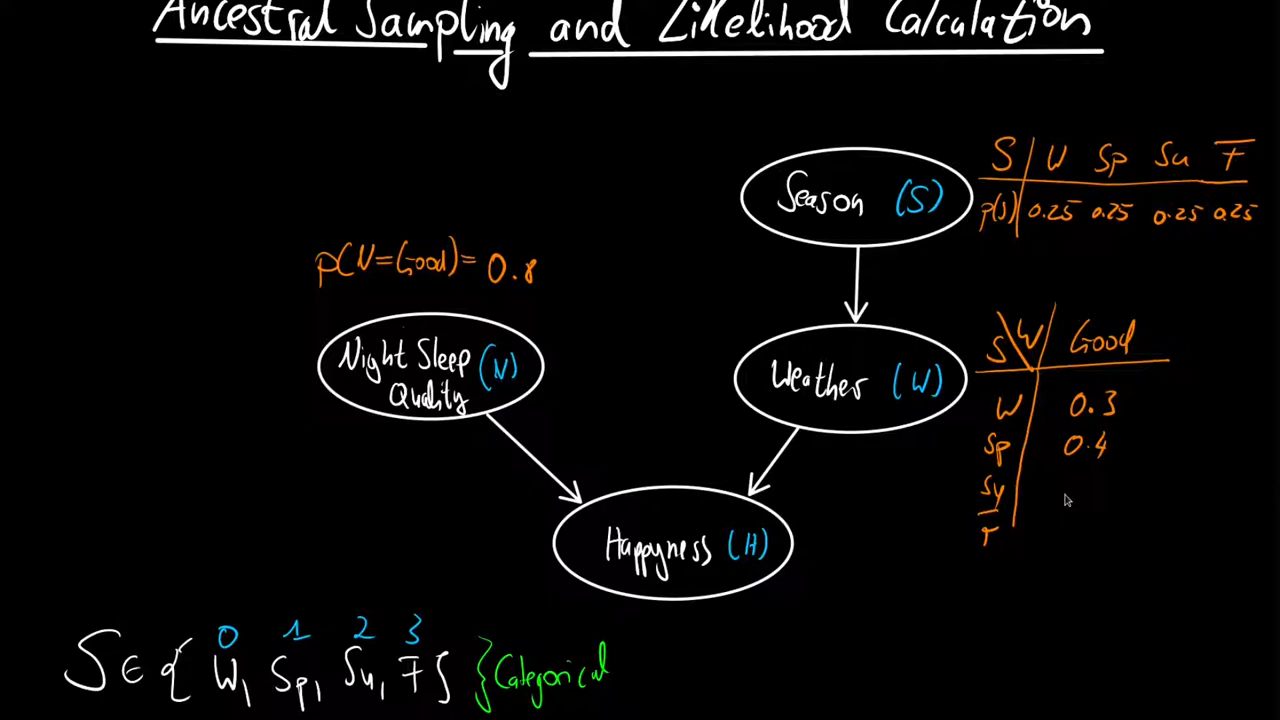 Ancestral Sampling and Likelihood Calculation
S W Sp Su F
p(S) 0.25 0.25 0.25 0.25
Season (S)
p(N=Good)= 0.8
Night Sleep (N)
Quality
S W Good
W 0.3
Sp 0.4
Su
F
Weather (W)
Happyness (H)
0 1 2 3
S ∈ { W, Sp, Su, F } } Categorical